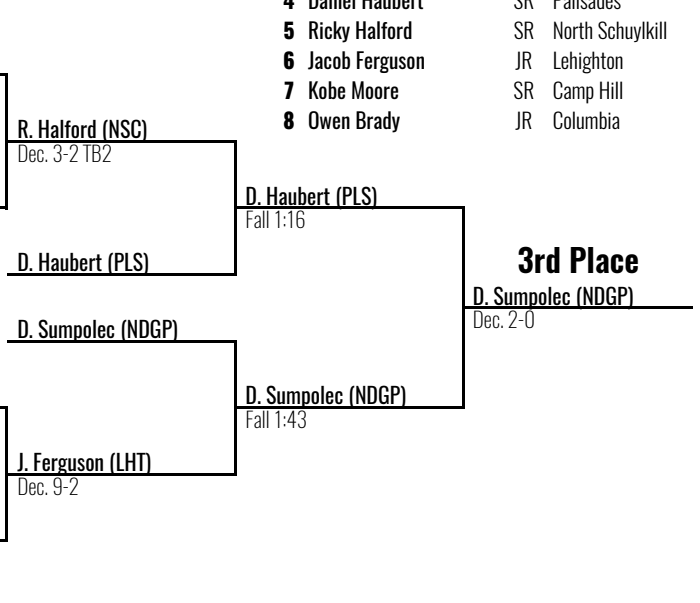 4 Daniel Haubert SR Palisades
5 Ricky Halford SR North Schuylkill
6 Jacob Ferguson JR Lehighton
7 Kobe Moore SR Camp Hill
8 Owen Brady JR Columbia
R. Halford (NSC)
Dec. 3-2 TB2
D. Haubert (PLS)
Fall 1:16
D. Haubert (PLS)
3rd Place
D. Sumpolec (NDGP)
Dec. 2-0
D. Sumpolec (NDGP)
D. Sumpolec (NDGP)
Fall 1:43
J. Ferguson (LHT)
Dec. 9-2